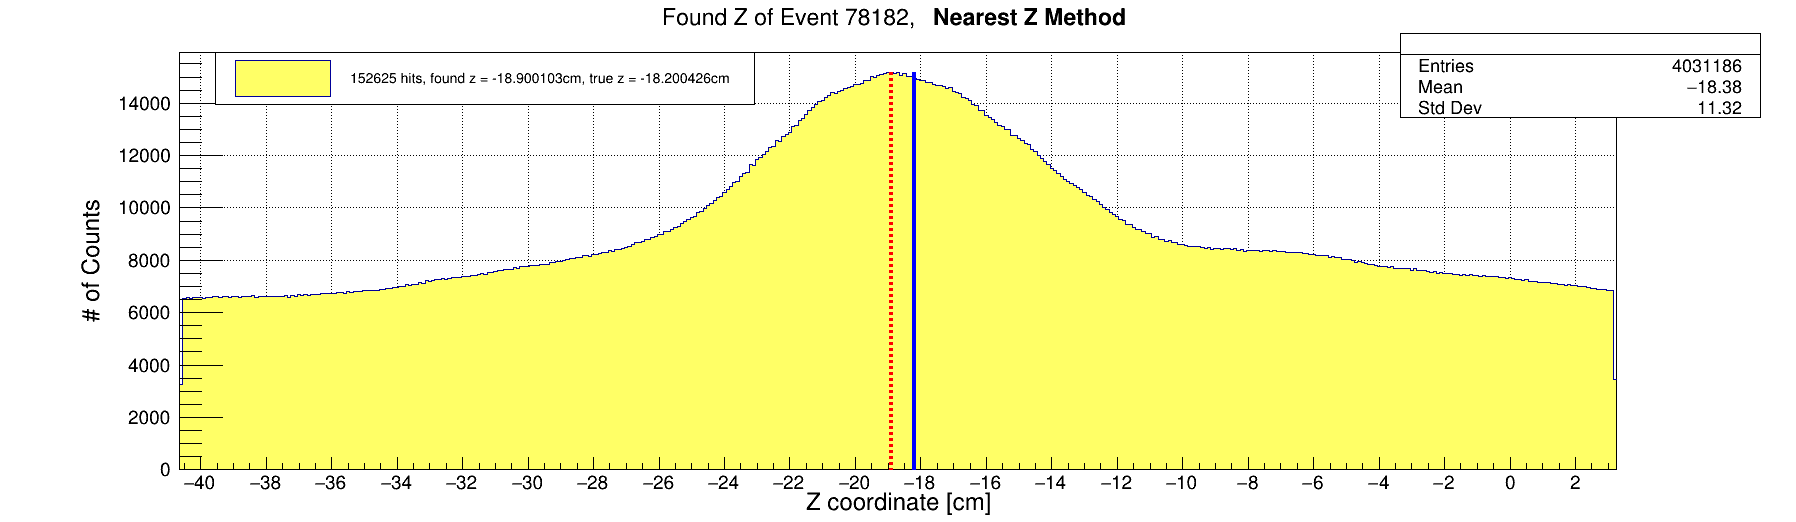 Found Z of Event 78182, Nearest Z Method
152625 hits, found z = -18.900103cm, true z = -18.200426cm
Entries 4031186
Mean −18.38
Std Dev 11.32
# of Counts
14000
12000
10000
8000
6000
4000
2000
0
−40 −38 −36 −34 −32 −30 −28 −26 −24 −22 −20 −18 −16 −14 −12 −10 −8 −6 −4 −2 0 2
Z coordinate [cm]